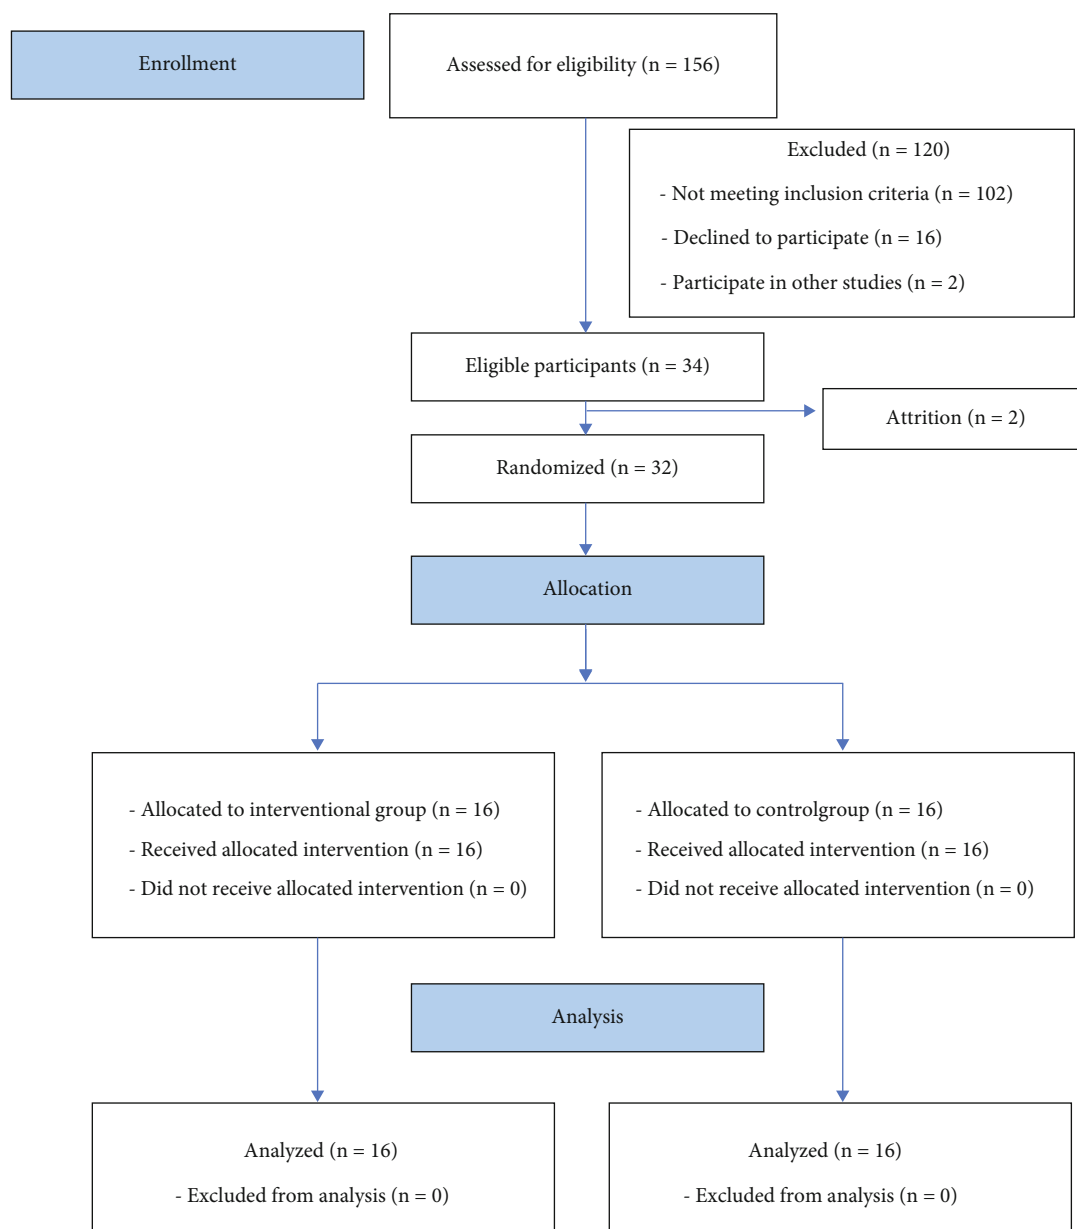 Enrollment
Assessed for eligibility (n = 156)
Excluded (n = 120)
- Not meeting inclusion criteria (n = 102)
- Declined to participate (n = 16)
- Participate in other studies (n = 2)
Eligible participants (n = 34)
Attrition (n = 2)
Randomized (n = 32)
Allocation
- Allocated to interventional group (n = 16)
- Received allocated intervention (n = 16)
- Did not receive allocated intervention (n = 0)
- Allocated to controlgroup (n = 16)
- Received allocated intervention (n = 16)
- Did not receive allocated intervention (n = 0)
Analysis
Analyzed (n = 16)
- Excluded from analysis (n = 0)
Analyzed (n = 16)
- Excluded from analysis (n = 0)